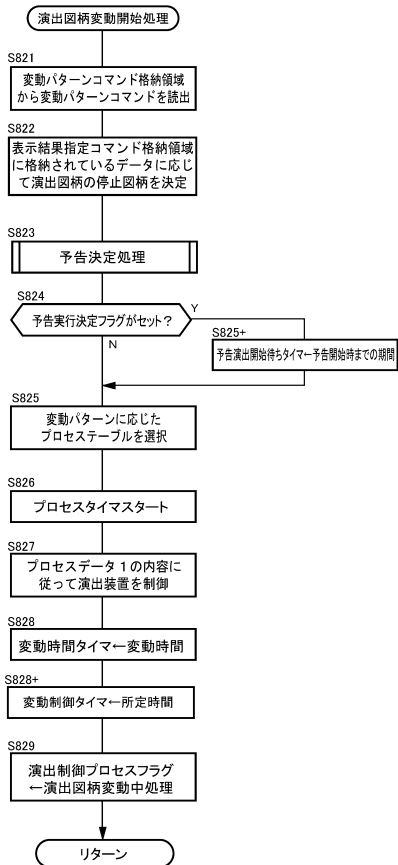 演出図柄変動開始処理
S821
変動パターンコマンド格納領域
から変動パターンコマンドを読出
S822
表示結果指定コマンド格納領域
に格納されているデータに応じ
て演出図柄の停止図柄を決定
S823
予告決定処理
S824
予告実行決定フラグがセット？
Y
N
S825+
予告演出開始待ちタイマ←予告開始時までの期間
S825
変動パターンに応じた
プロセステーブルを選択
S826
プロセスタイマスタート
S827
プロセスデータ１の内容に
従って演出装置を制御
S828
変動時間タイマ←変動時間
S828+
変動制御タイマ←所定時間
S829
演出制御プロセスフラグ
←演出図柄変動中処理
リターン